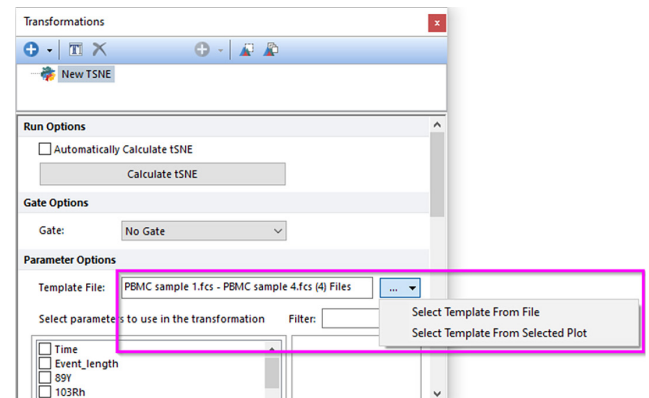 Transformations
x
T
New TSNE
Run Options
Automatically Calculate tSNE
Calculate tSNE
Gate Options
Gate: No Gate
Parameter Options
Template File: PBMC sample 1.fcs - PBMC sample 4.fcs (4) Files ...
Select Template From File
Select parameters to use in the transformation Filter:
Select Template From Selected Plot
Time
Event_length
89Y
103Rh